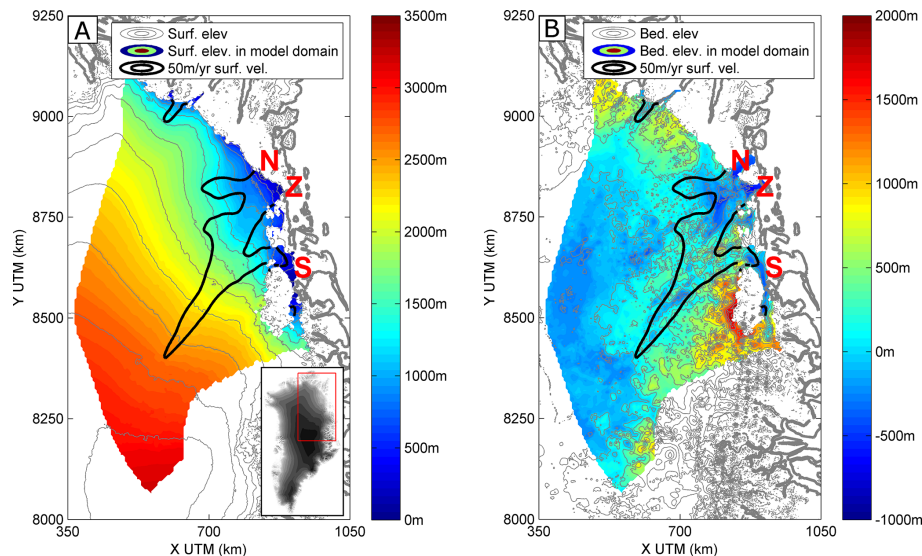 A
Surf. elev
Surf. elev. in model domain
50m/yr surf. vel.
9250
9000
8750
8500
8250
8000
Y UTM (km)
350
700
1050
X UTM (km)
N
Z
S
3500m
3000m
2500m
2000m
1500m
1000m
500m
0m
B
Bed. elev.
Bed. elev. in model domain
50m/yr surf. vel.
9250
9000
8750
8500
8250
8000
Y UTM (km)
350
700
1050
X UTM (km)
N
Z
S
2000m
1500m
1000m
500m
0m
-500m
-1000m